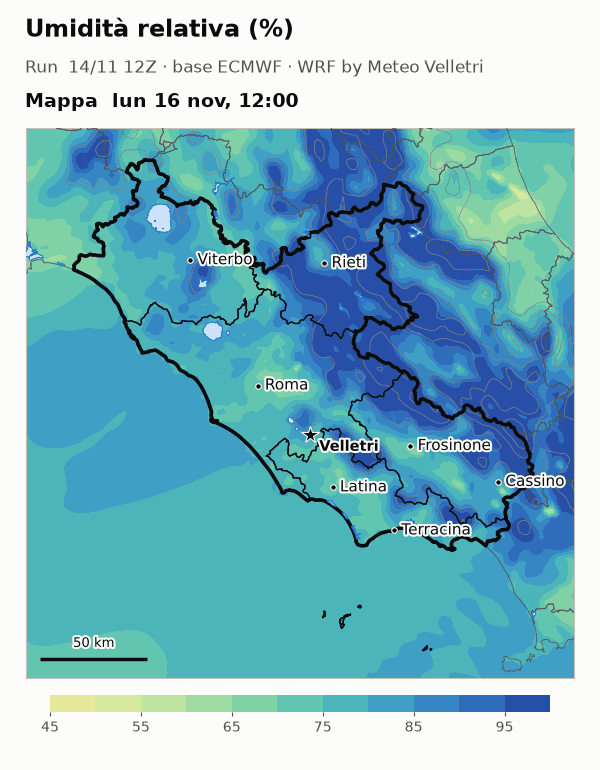 Umidità relativa (%)
Run 14/11 12Z · base ECMWF · WRF by Meteo Velletri
Mappa lun 16 nov, 12:00
Viterbo
Rieti
Roma
Velletri
Frosinone
Latina
Cassino
Terracina
50 km
45 55 65 75 85 95